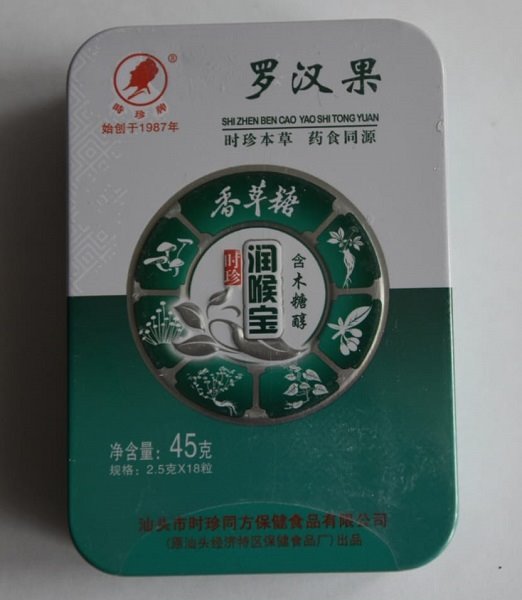 罗汉果
®
时珍牌
始创于1987年
SHI ZHEN BEN CAO YAO SHI TONG YUAN
时珍本草 药食同源
香草糖
时珍
润喉宝
含木糖醇
净含量：45克
规格：2.5克X18粒
汕头市时珍同方保健食品有限公司
(原汕头经济特区保健食品厂)出品